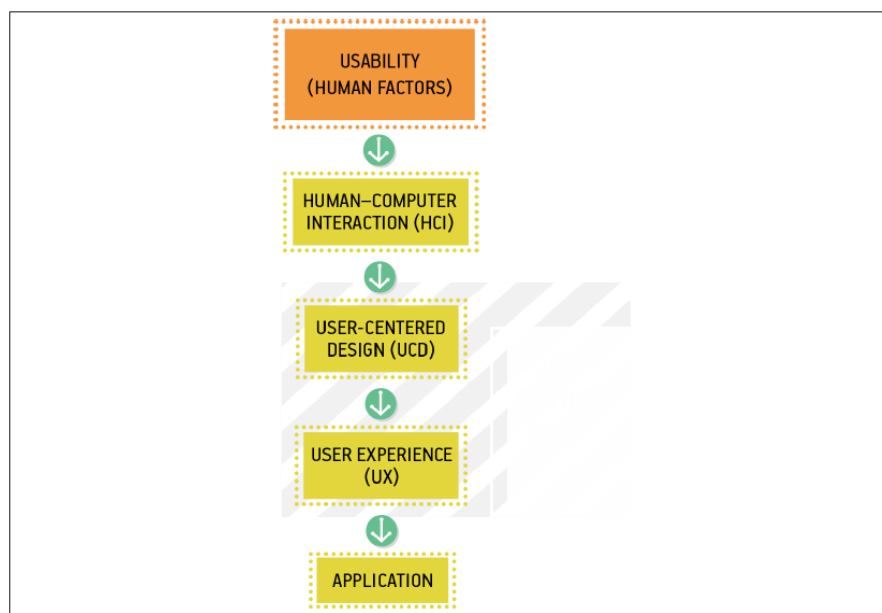 USABILITY
(HUMAN FACTORS)
HUMAN–COMPUTER
INTERACTION (HCI)
USER-CENTERED
DESIGN (UCD)
USER EXPERIENCE
(UX)
APPLICATION